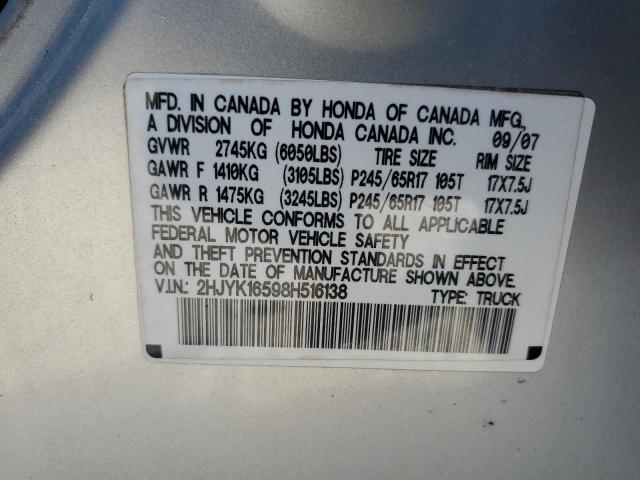 MFD. IN CANADA BY HONDA OF CANADA MFG.,
A DIVISION OF HONDA CANADA INC. 09/07
GVWR 2745KG (6050LBS) TIRE SIZE RIM SIZE
GAWR F 1410KG (3105LBS) P245/65R17 105T 17X7.5J
GAWR R 1475KG (3245LBS) P245/65R17 105T 17X7.5J
THIS VEHICLE CONFORMS TO ALL APPLICABLE
FEDERAL MOTOR VEHICLE SAFETY
AND THEFT PREVENTION STANDARDS IN EFFECT
ON THE DATE OF MANUFACTURE SHOWN ABOVE.
V.I.N.: 2HJYK16598H516138 TYPE: TRUCK